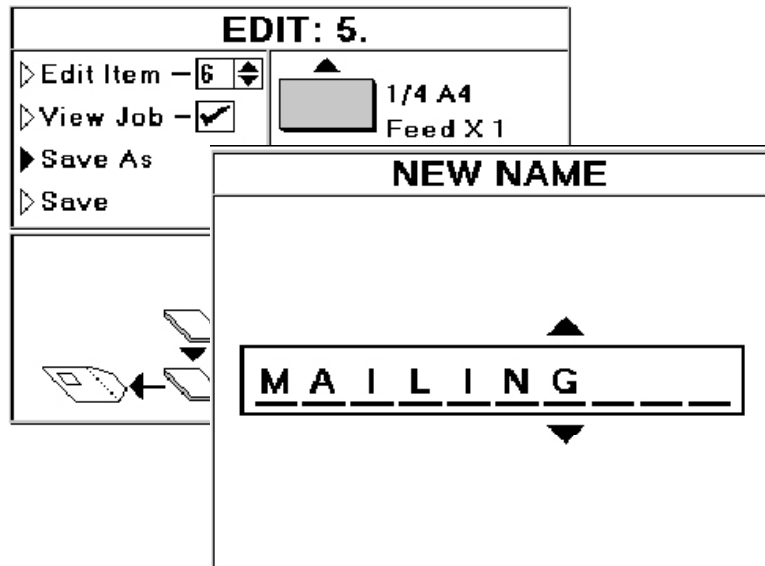 EDIT: 5.
Edit Item 6
View Job
Save As
Save
1/4 A4
Feed X 1
NEW NAME
MAILING